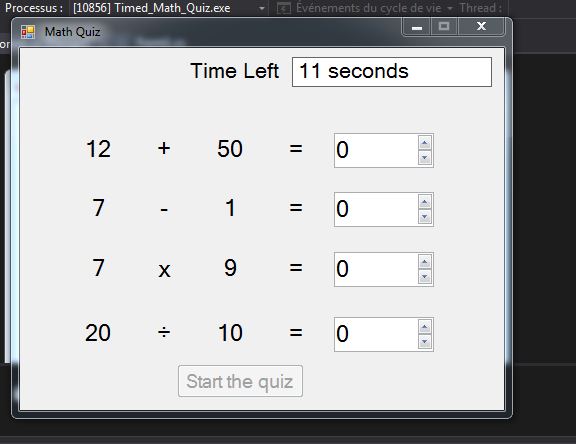 Processus : [10856] Timed_Math_Quiz.exe Événements du cycle de vie Thread :
Math Quiz
Time Left 11 seconds
12 + 50 = 0
7 - 1 = 0
7 x 9 = 0
20 ÷ 10 = 0
Start the quiz